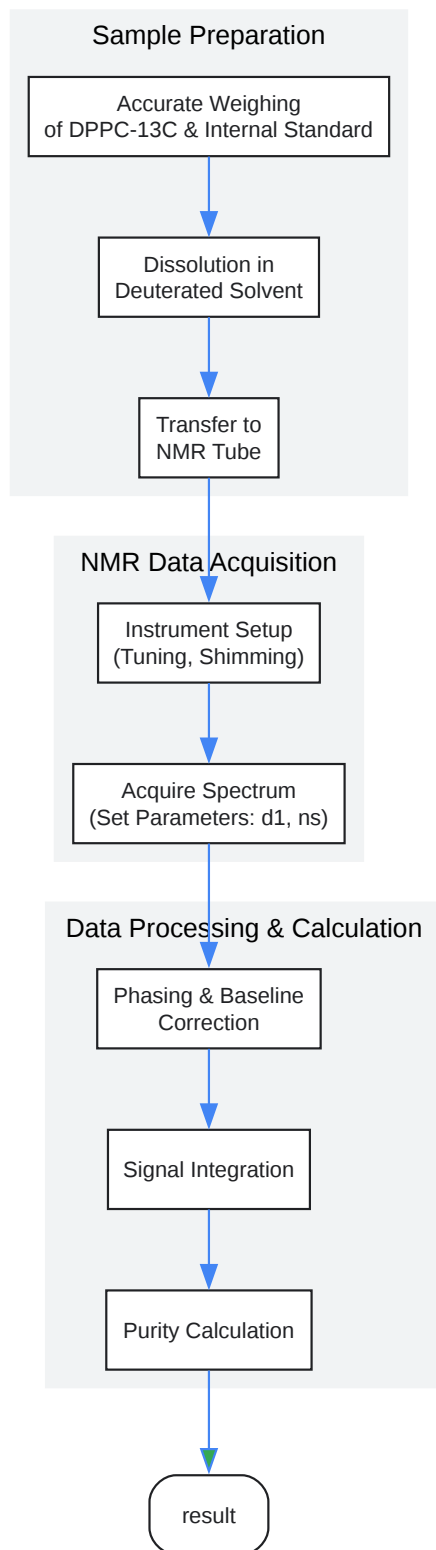 Sample Preparation
Accurate Weighing
of DPPC-13C & Internal Standard
Dissolution in
Deuterated Solvent
Transfer to
NMR Tube
NMR Data Acquisition
Instrument Setup
(Tuning, Shimming)
Acquire Spectrum
(Set Parameters: d1, ns)
Data Processing & Calculation
Phasing & Baseline
Correction
Signal Integration
Purity Calculation
result